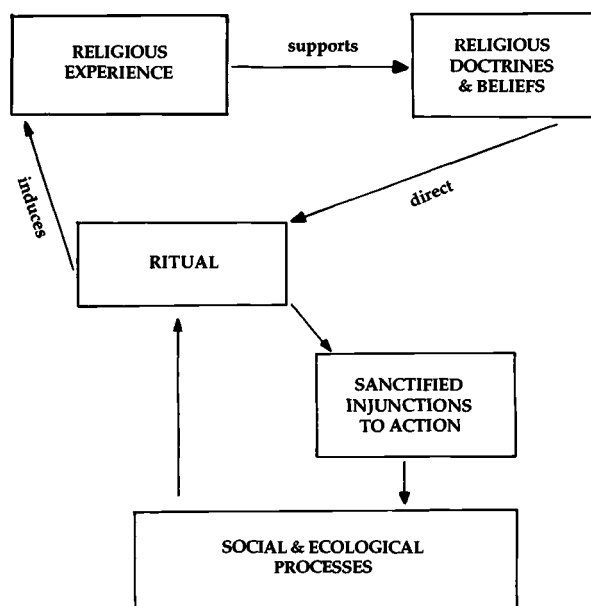 RELIGIOUS
EXPERIENCE
supports
RELIGIOUS
DOCTRINES
& BELIEFS
induces
direct
RITUAL
SANCTIFIED
INJUNCTIONS
TO ACTION
SOCIAL & ECOLOGICAL
PROCESSES